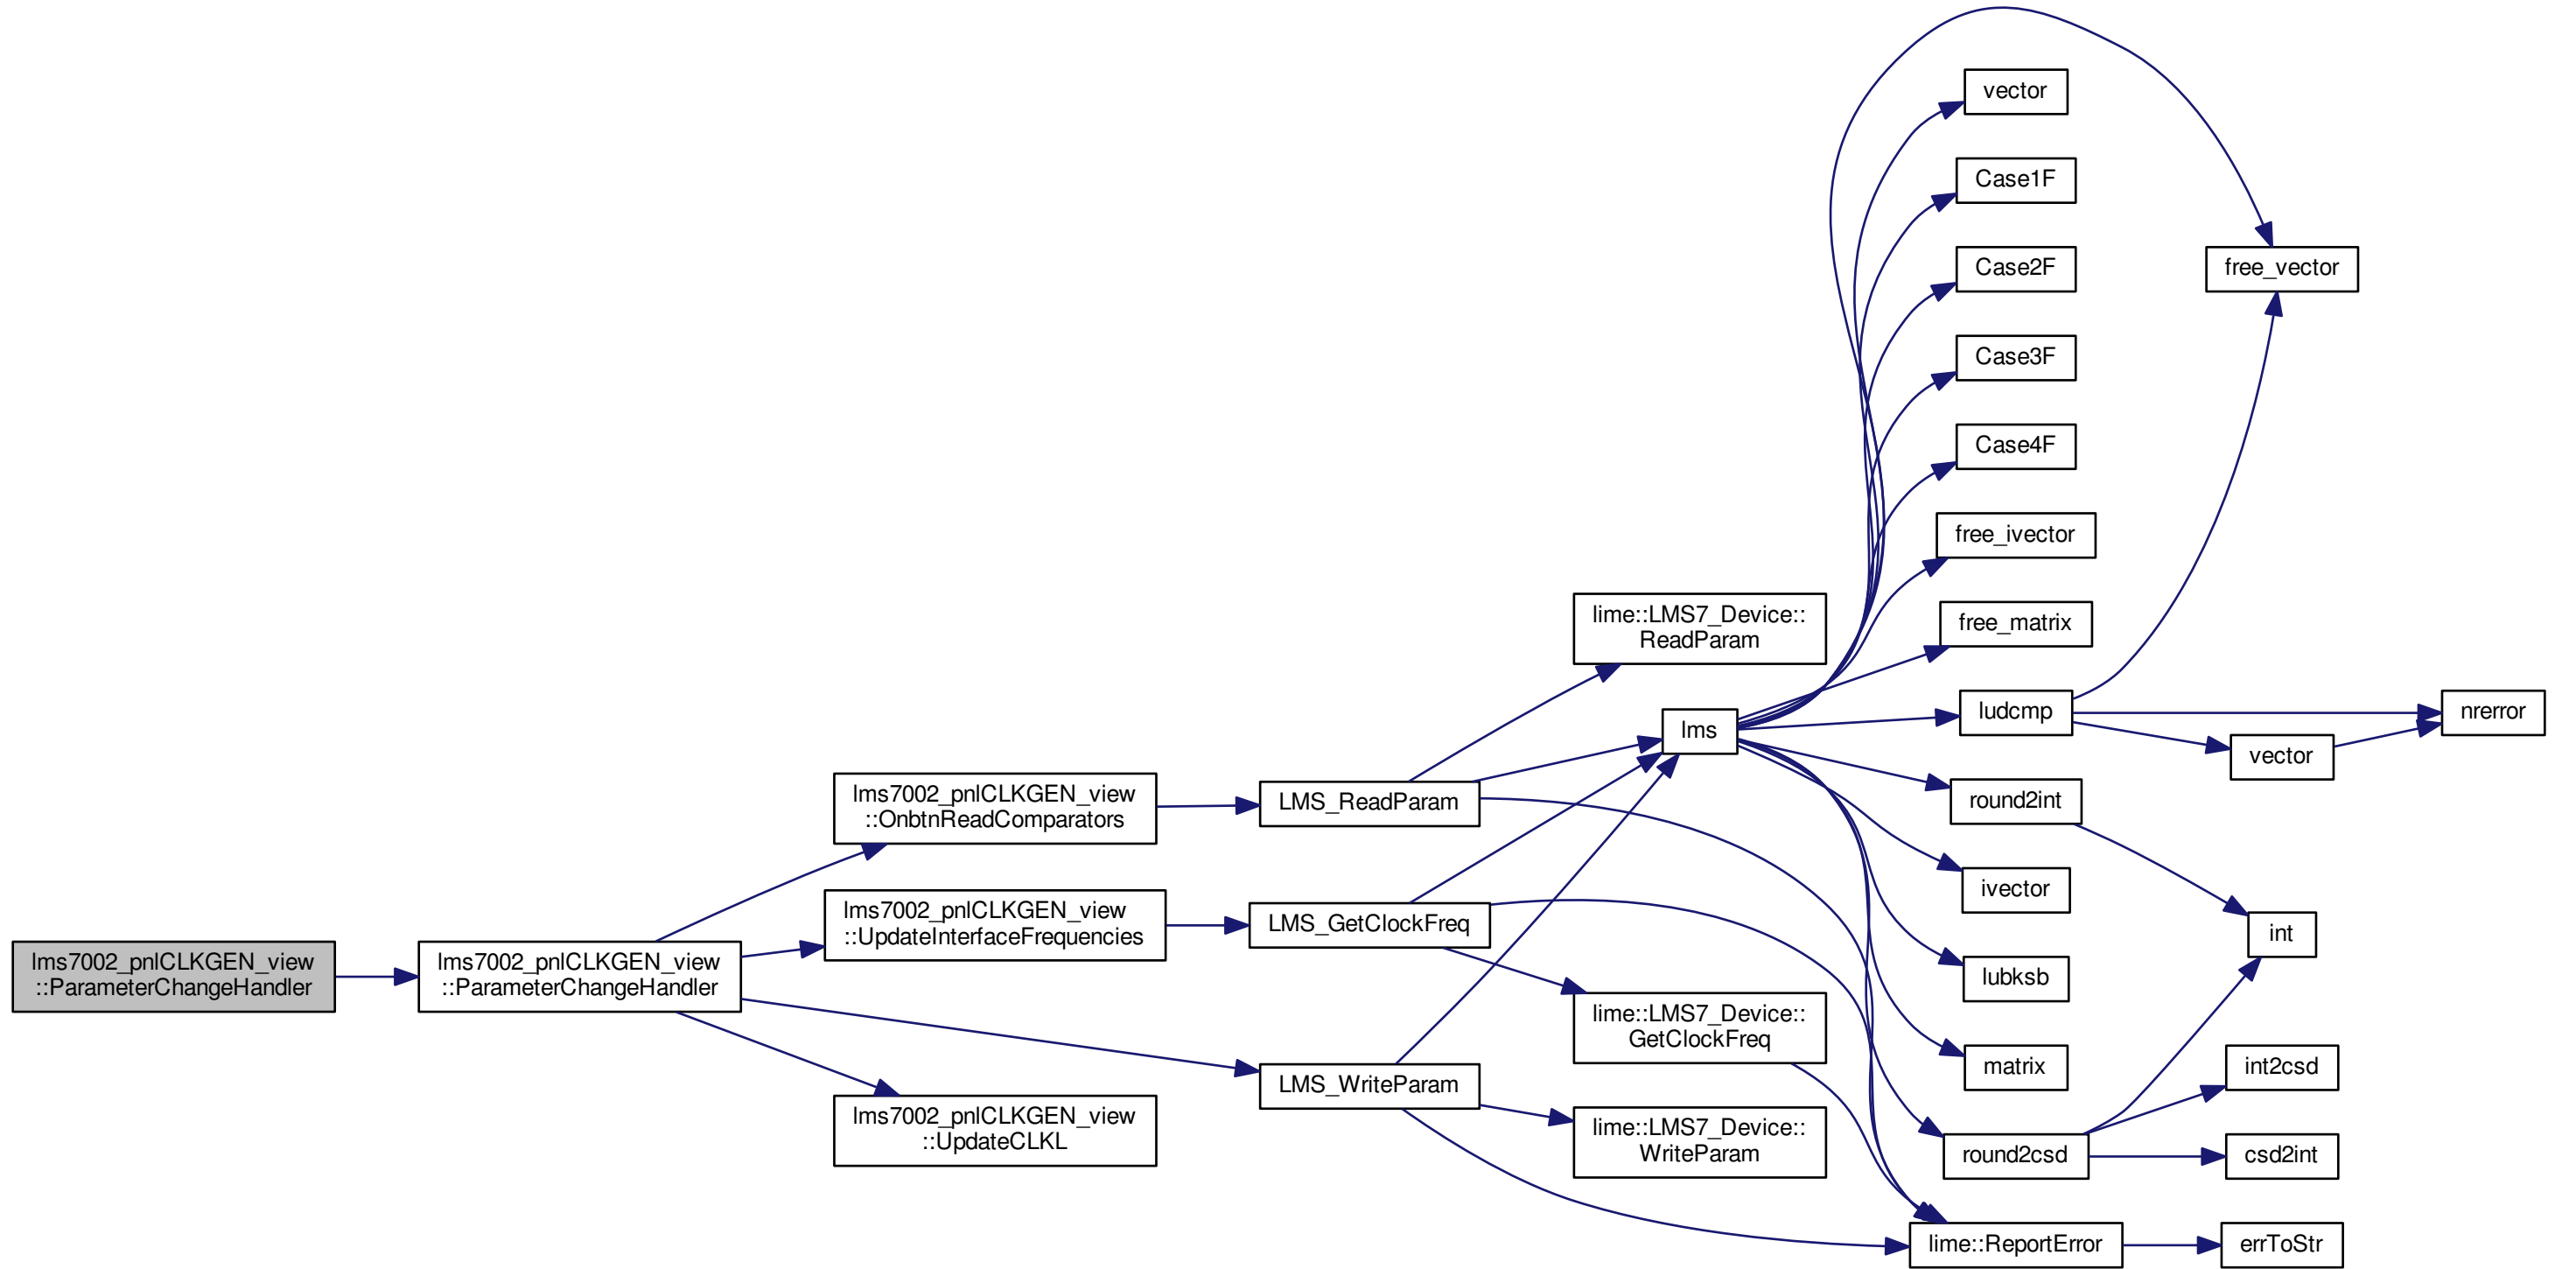 lms7002_pnlCLKGEN_view
::ParameterChangeHandler
lms7002_pnlCLKGEN_view
::ParameterChangeHandler
lms7002_pnlCLKGEN_view
::OnbtnReadComparators
lms7002_pnlCLKGEN_view
::UpdateInterfaceFrequencies
lms7002_pnlCLKGEN_view
::UpdateCLKL
LMS_ReadParam
LMS_GetClockFreq
LMS_WriteParam
lime::LMS7_Device::
ReadParam
lms
lime::LMS7_Device::
GetClockFreq
lime::LMS7_Device::
WriteParam
vector
Case1F
Case2F
Case3F
Case4F
free_ivector
free_matrix
ludcmp
round2int
ivector
lubksb
matrix
round2csd
lime::ReportError
free_vector
vector
int
int2csd
csd2int
errToStr
nrerror